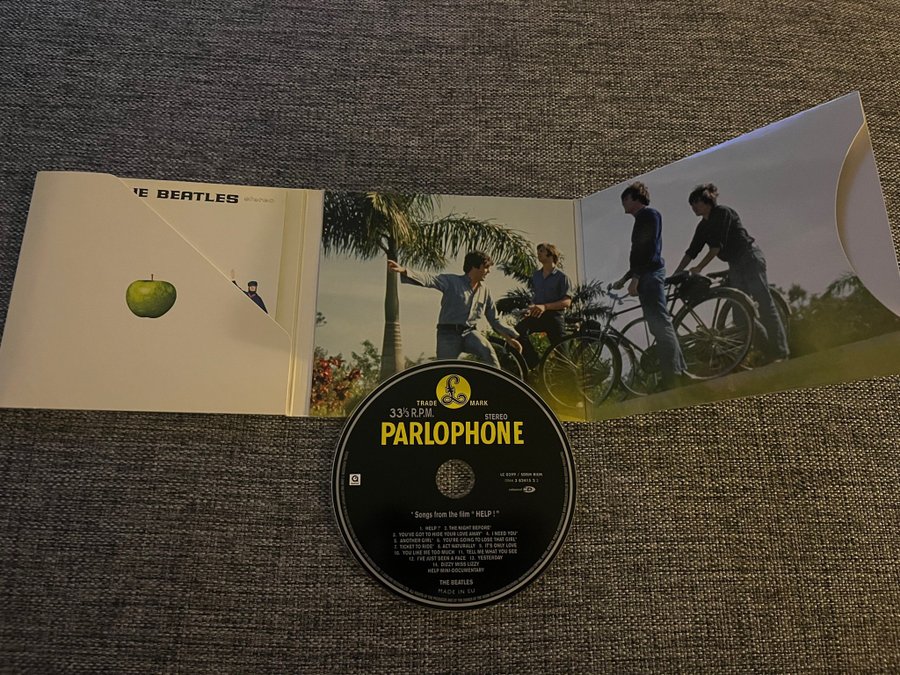 HE BEATLES
TRADE MARK
33⅓ R.P.M.
STEREO
PARLOPHONE
* Songs from the film " HELP ! "
1. HELP !* 2. THE NIGHT BEFORE*
3. YOU'VE GOT TO HIDE YOUR LOVE AWAY* 4. I NEED YOU*
5. ANOTHER GIRL* 6. YOU'RE GOING TO LOSE THAT GIRL*
7. TICKET TO RIDE* 8. ACT NATURALLY 9. IT'S ONLY LOVE
10. YOU LIKE ME TOO MUCH 11. TELL ME WHAT YOU SEE
12. I'VE JUST SEEN A FACE 13. YESTERDAY
14. DIZZY MISS LIZZY
HELP MINI DOCUMENTARY
THE BEATLES
MADE IN EU